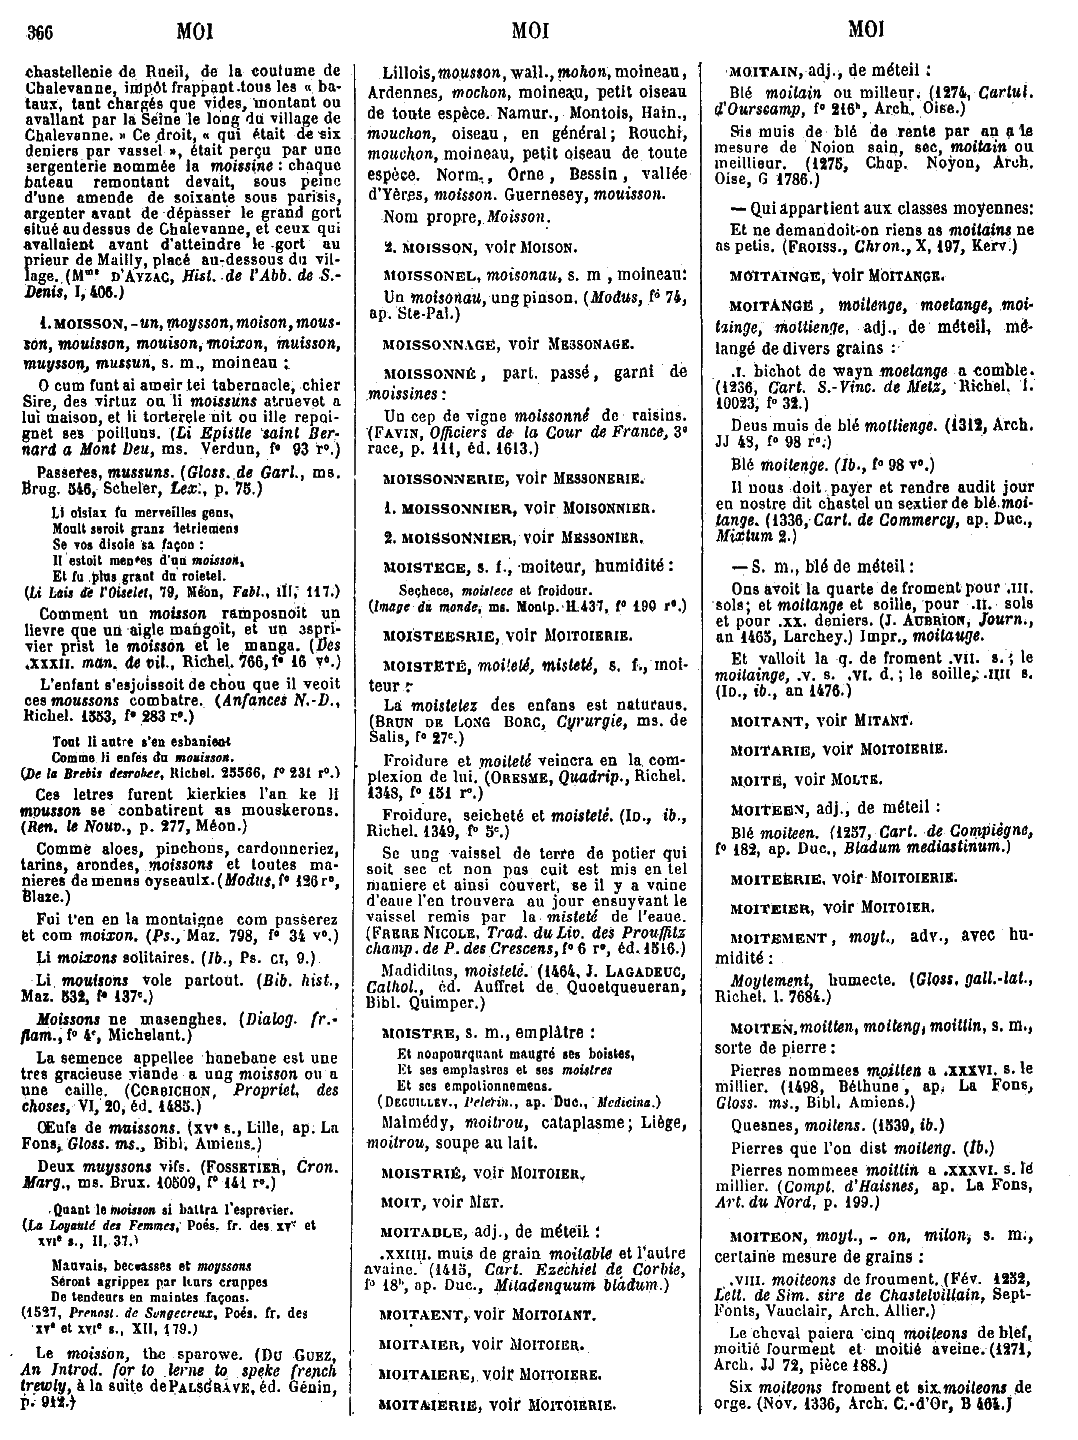 366 MOI MOI MOI
chastellenie de Rueil, de la coutume de
Chalevanne, impôt frappant tous les « ba-
taux, tant chargés que vides, montant ou
avallant par la Seine le long du village de
Chalevanne. » Ce droit, « qui était de six
deniers par vassel », était perçu par une
sergenterie nommée la moissine : chaque
bateau remontant devait, sous peine
d'une amende de soixante sous parisis,
argenter avant de dépasser le grand gort
situé au dessus de Chalevanne, et ceux qui
avallaient avant d'atteindre le gort au
prieur de Mailly, placé au-dessous du vil-
lage. (Mme D'AYZAC, Hist. de l'Abb. de S.-
Denis, I, 406.)
1. MOISSON, -un, moysson, moison, mous-
son, mouisson, mouison, moixon, muisson,
muysson, mussun, s. m., moineau :
O cum funt ai ameir tei tabernacle, chier
Sire, des virtuz ou li moissuns atruevet a
lui maison, et li torterele nit ou ille repoi-
gnet ses poilluns. (Li Epistle saint Ber-
nard a Mont Deu, ms. Verdun, f° 93 r°.)
Passeres, mussuns. (Gloss. de Garl., ms.
Brug. 546, Scheler, Lex., p. 75.)
Li oisiax fu merveilles gens,
Moult seroit granz letriemens
Se vos disoie sa façon :
Il estoit mendres d'un moisson,
Et fu plus grant du roietel.
(Li Lais de l'Oiselet, 79, Méon, Fabl., III, 117.)
Comment un moisson ramposnoit un
lievre que un aigle mangoit, et un espri-
vier prist le moisson et le manga. (Des
.XXXII. man. de vil., Richel. 766, f° 16 v°.)
L'enfant s'esjoissoit de chou que il veoit
ces moussons combatre. (Anfances N.-D.,
Richel. 1553, f° 283 r°.)
Tout li autre s'en esbanient
Comme li enfes du mouisson.
(De la Brebis desrobee, Richel. 25566, f° 231 r°.)
Ces letres furent kierkies l'an ke li
mousson se conbatirent as mouskerons.
(Ren. le Nouv., p. 277, Méon.)
Comme aloes, pinchons, cardonneriez,
tarins, arondes, moissons et toutes ma-
nieres de menus oyseaulx. (Modus, f° 126 r°,
Blaze.)
Fui t'en en la montaigne com passerez
et com moixon. (Ps., Maz. 798, f° 34 v°.)
Li moixons solitaires. (Ib., Ps. CI, 9.)
Li mouisons vole partout. (Bib. hist.,
Maz. 532, f° 137c.)
Moissons ne masenghes. (Dialog. fr.-
flam., f° 4c, Michelant.)
La semence appellee hanebane est une
tres gracieuse viande a ung moisson ou a
une caille. (CORBICHON, Propriet. des
choses, VI, 20, éd. 1485.)
Œufs de maissons. (XVe s., Lille, ap. La
Fons, Gloss. ms., Bibl. Amiens.)
Deux muyssons vifs. (FOSSETIER, Cron.
Marg., ms. Brux. 10509, f° 141 r°.)
Quant le moisson si battra l'esprevier.
(La Loyaulté des Femmes, Poés. fr. des XVe et
XVIe s., II, 37.)
Mauvais, becwasses et moyssons
Seront agrippez par leurs crappes
De tendeurs en maintes façons.
(1527, Prenost. de Songecreux, Poés. fr. des
XVe et XVIe s., XII, 179.)
Le moisson, the sparowe. (DU GUEZ,
An Introd. for to lerne to speke french
trewly, à la suite de PALSGRAVE, éd. Génin,
p. 912.)
Lillois, mousson, wall., mohon, moineau,
Ardennes, mochon, moineau, petit oiseau
de toute espèce. Namur., Montois, Hain.,
mouchon, oiseau, en général; Rouchi,
mouchon, moineau, petit oiseau de toute
espèce. Norm., Orne, Bessin, vallée
d'Yères, moisson. Guernesey, mouisson.
Nom propre, Moisson.
2. MOISSON, voir MOISON.
MOISSONEL, moisonau, s. m, moineau:
Un moisonau, ung pinson. (Modus, f° 74,
ap. Ste-Pal.)
MOISSONNAGE, voir MESSONAGE.
MOISSONNÉ, part. passé, garni de
moissines :
Un cep de vigne moissonné de raisins.
(FAVIN, Officiers de la Cour de France, 3e
race, p. III, éd. 1613.)
MOISSONNERIE, voir MESSONERIE.
1. MOISSONNIER, voir MOISONNIER.
2. MOISSONNIER, voir MESSONIER.
MOISTECE, s. f., moiteur, humidité :
Sechece, moistece et froidour.
(Image du monde, ms. Montp. H.437, f° 190 r°.)
MOISTEESRIE, voir MOITOIERIE.
MOISTETÉ, moileté, misteté, s. f., moi-
teur :
La moistetez des enfans est naturaus.
(BRUN DE LONG BORC, Cyrurgie, ms. de
Salis, f° 27c.)
Froidure et moiteté veincra en la com-
plexion de lui. (ORESME, Quadrip., Richel.
1348, f° 151 r°.)
Froidure, seicheté et moisteté. (ID., ib.,
Richel. 1349, f° 5c.)
Se ung vaissel de terre de potier qui
soit sec et non pas cuit est mis en tel
maniere et ainsi couvert, se il y a vaine
d'eaue l'en trouvera au jour ensuyvant le
vaissel remis par la misteté de l'eaue.
(FRERE NICOLE, Trad. du Liv. des Prouffitz
champ. de P. des Crescens, f° 6 r°, éd. 1516.)
Madiditas, moisteté. (1464, J. LAGADEUC,
Cathol., éd. Auffret de Quoetqueueran,
Bibl. Quimper.)
MOISTRE, s. m., emplâtre :
Et nonpourquant maugré ses boistes,
Et ses emplastres et ses moistres
Et ses empotionnemens.
(DEGUILLEV., Pelerin., ap. Duc., Medicina.)
Malmédy, moitrou, cataplasme; Liège,
moitrou, soupe au lait.
MOISTRIÉ, voir MOITOIER.
MOIT, voir MET.
MOITABLE, adj., de méteil :
.XXIIII. muis de grain moitable et l'autre
avaine. (1415, Cart. Ezechiel de Corbie,
f° 18b, ap. Duc., Mitadenquum bladum.)
MOITAENT, voir MOITOIANT.
MOITAIER, voir MOITOIER.
MOITAIERE, voir MOITOIERE.
MOITAIERIE, voir MOITOIERIE.
MOITAIN, adj., de méteil :
Blé moitain ou milleur. (1274, Cartul.
d'Ourscamp, f° 216b, Arch. Oise.)
Sis muis de blé de rente par an a le
mesure de Noion sain, sec, moitain ou
meillieur. (1275, Chap. Noyon, Arch.
Oise, G 1786.)
— Qui appartient aux classes moyennes:
Et ne demandoit-on riens as moitains ne
as petis. (FROISS., Chron., X, 197, Kerv.)
MOITAINGE, voir MOITANGE.
MOITANGE, moilenge, moetange, moi-
tainge, moltienge, adj., de méteil, mé-
langé de divers grains :
.I. bichot de wayn moetange a comble.
(1236, Cart. S.-Vinc. de Metz, Richel. l.
10023, f° 32.)
Deus muis de blé mottienge. (1312, Arch.
JJ 48, f° 98 r°.)
Blé moitenge. (Ib., f° 98 v°.)
Il nous doit payer et rendre audit jour
en nostre dit chastel un sextier de blé moi-
tange. (1336, Cart. de Commercy, ap. Duc.,
Mixtum 2.)
— S. m., blé de méteil :
Ons avoit la quarte de froment pour .III.
sols; et moitange et soille, pour .II. sols
et pour .XX. deniers. (J. AUBRION, Journ.,
an 1465, Larchey.) Impr., moitauge.
Et valloit la q. de froment .VII. s.; le
moitainge, .V. s. .VI. d.; le soille, .IIII s.
(ID., ib., an 1476.)
MOITANT, voir MITANT.
MOITARIE, voir MOITOIERIE.
MOITE, voir MOLTE.
MOITEEN, adj., de méteil :
Blé moiteen. (1257, Cart. de Compiègne,
f° 182, ap. Duc., Bladum mediastinum.)
MOITEERIE, voir MOITOIERIE.
MOITEIER, voir MOITOIER.
MOITEMENT, moyt., adv., avec hu-
midité :
Moytement, humecte. (Gloss. gall.-lat.,
Richel. l. 7684.)
MOITEN, moitten, moiteng, moittin, s. m.,
sorte de pierre :
Pierres nommees moitten a .XXXVI. s. le
millier. (1498, Béthune, ap. La Fons,
Gloss. ms., Bibl. Amiens.)
Quesnes, moitens. (1539, ib.)
Pierres que l'on dist moiteng. (Ib.)
Pierres nommees moittin a .XXXVI. s. le
millier. (Compt. d'Haisnes, ap. La Fons,
Art. du Nord, p. 199.)
MOITEON, moyt., - on, miton, s. m.,
certaine mesure de grains :
.VIII. moiteons de froument. (Fév. 1252,
Lett. de Sim. sire de Chastelvillain, Sept-
Fonts, Vauclair, Arch. Allier.)
Le cheval paiera cinq moiteons de blef,
moitié fourment et moitié aveine. (1271,
Arch. JJ 72, pièce 188.)
Six moiteons froment et six moiteons de
orge. (Nov. 1336, Arch. C.-d'Or, B 464.)